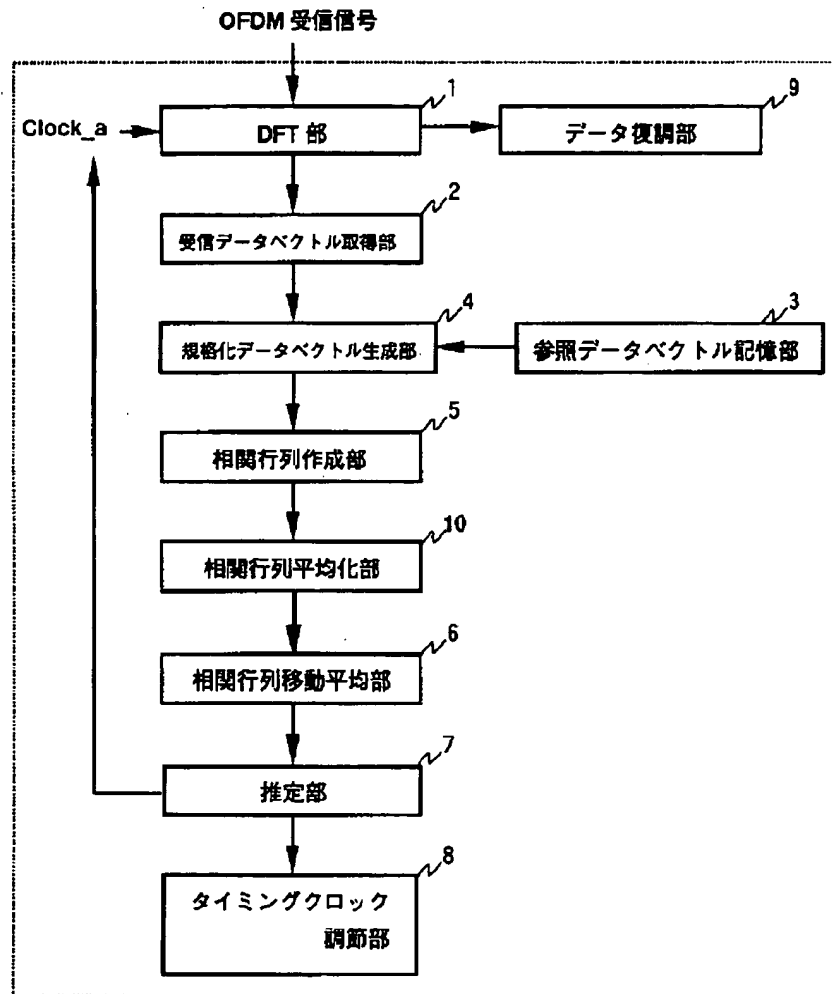 OFDM 受信信号
1
9
Clock_a
DFT 部
データ復調部
2
受信データベクトル取得部
4
3
規格化データベクトル生成部
参照データベクトル記憶部
5
相関行列作成部
10
相関行列平均化部
6
相関行列移動平均部
7
推定部
8
タイミングクロック
調節部